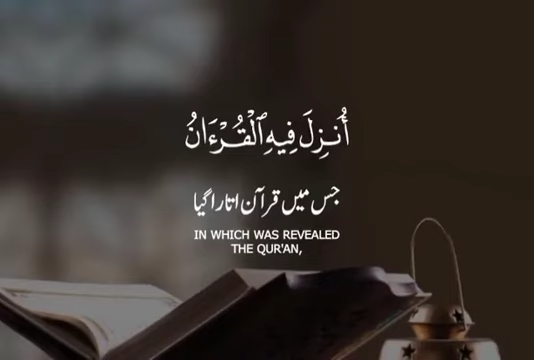 أُنزِلَ فِيهِ ٱلْقُرْءَانُ
جس میں قرآن اتارا گیا
IN WHICH WAS REVEALED
THE QUR'AN,